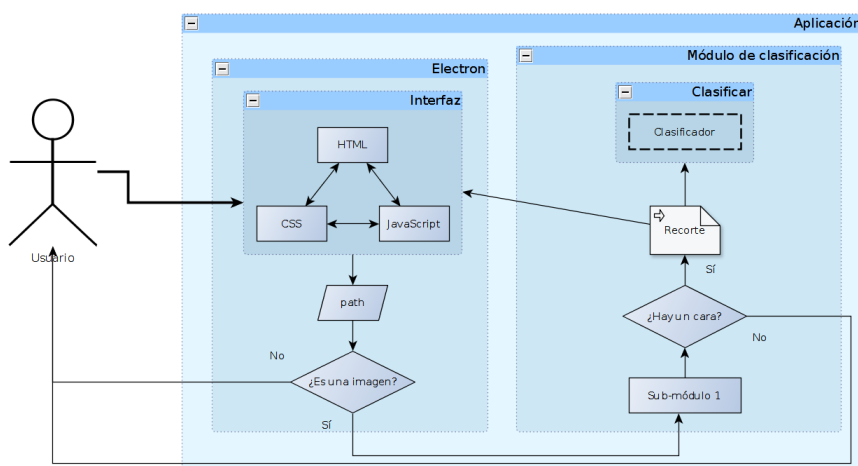 Aplicación
Electron
Módulo de clasificación
Interfaz
Clasificar
HTML
Clasificador
CSS
JavaScript
Recorte
Usuario
Sí
path
¿Hay un cara?
No
No
¿Es una imagen?
Sub-módulo 1
Sí